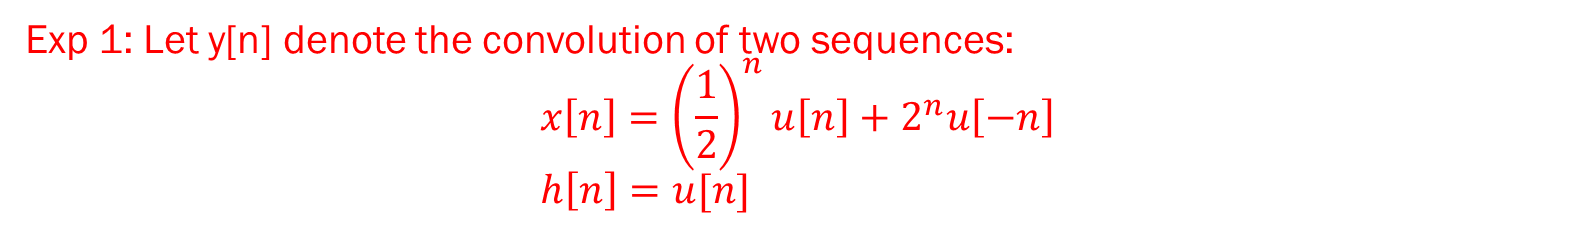 Exp 1: Let y[n] denote the convolution of two sequences:
x[n] = (1/2)^n u[n] + 2^n u[−n]
h[n] = u[n]